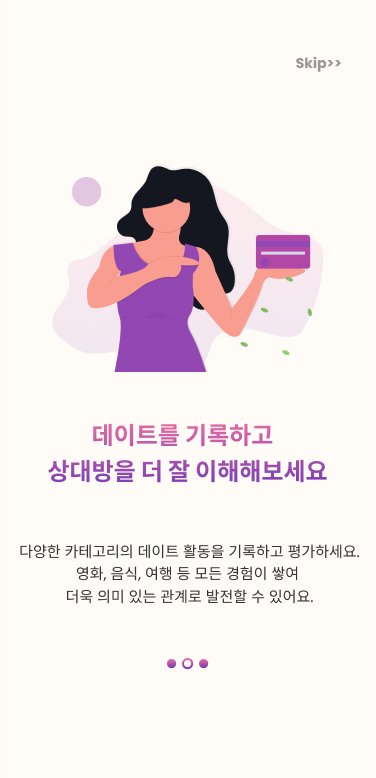 Skip>>
데이트를 기록하고
상대방을 더 잘 이해해보세요
다양한 카테고리의 데이트 활동을 기록하고 평가하세요.
영화, 음식, 여행 등 모든 경험이 쌓여
더욱 의미 있는 관계로 발전할 수 있어요.